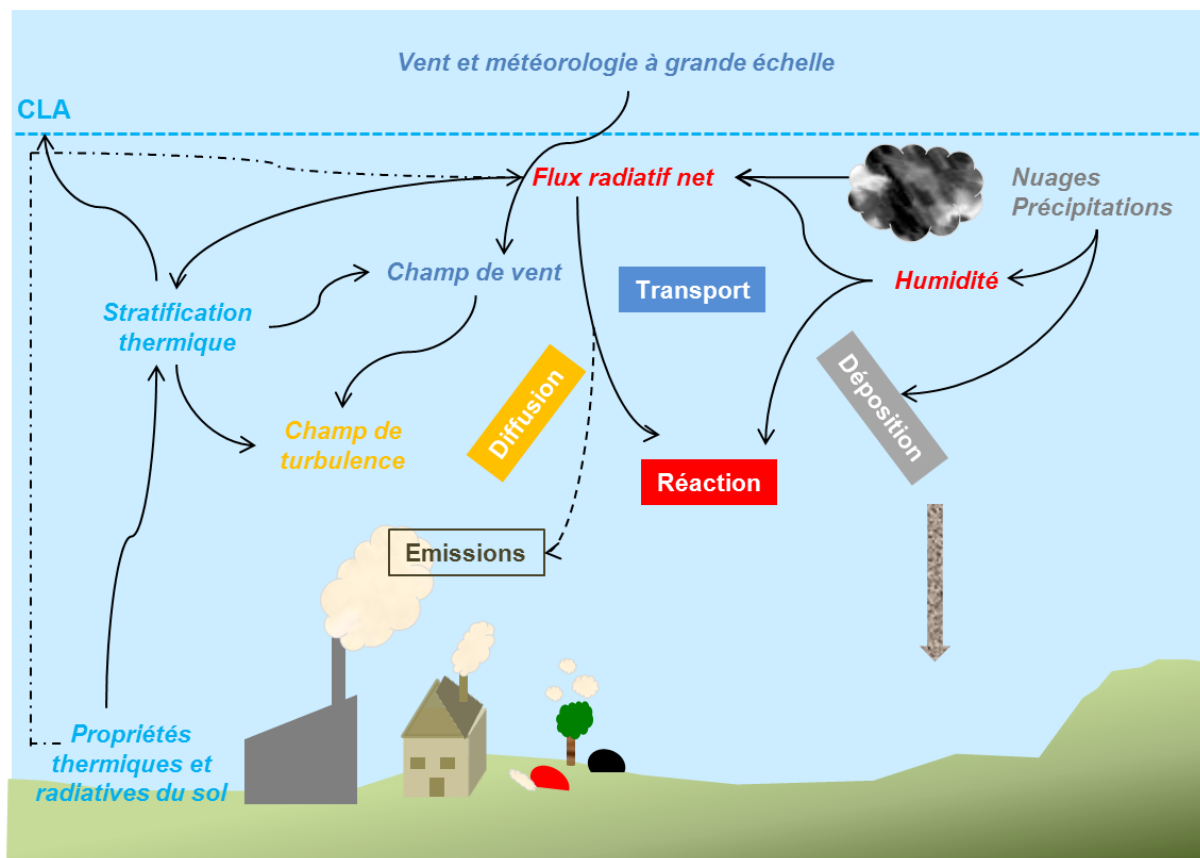 Vent et météorologie à grande échelle
CLA
Flux radiatif net
Nuages
Précipitations
Champ de vent
Transport
Humidité
Stratification
thermique
Diffusion
Déposition
Champ de
turbulence
Réaction
Emissions
Propriétés
thermiques et
radiatives du sol